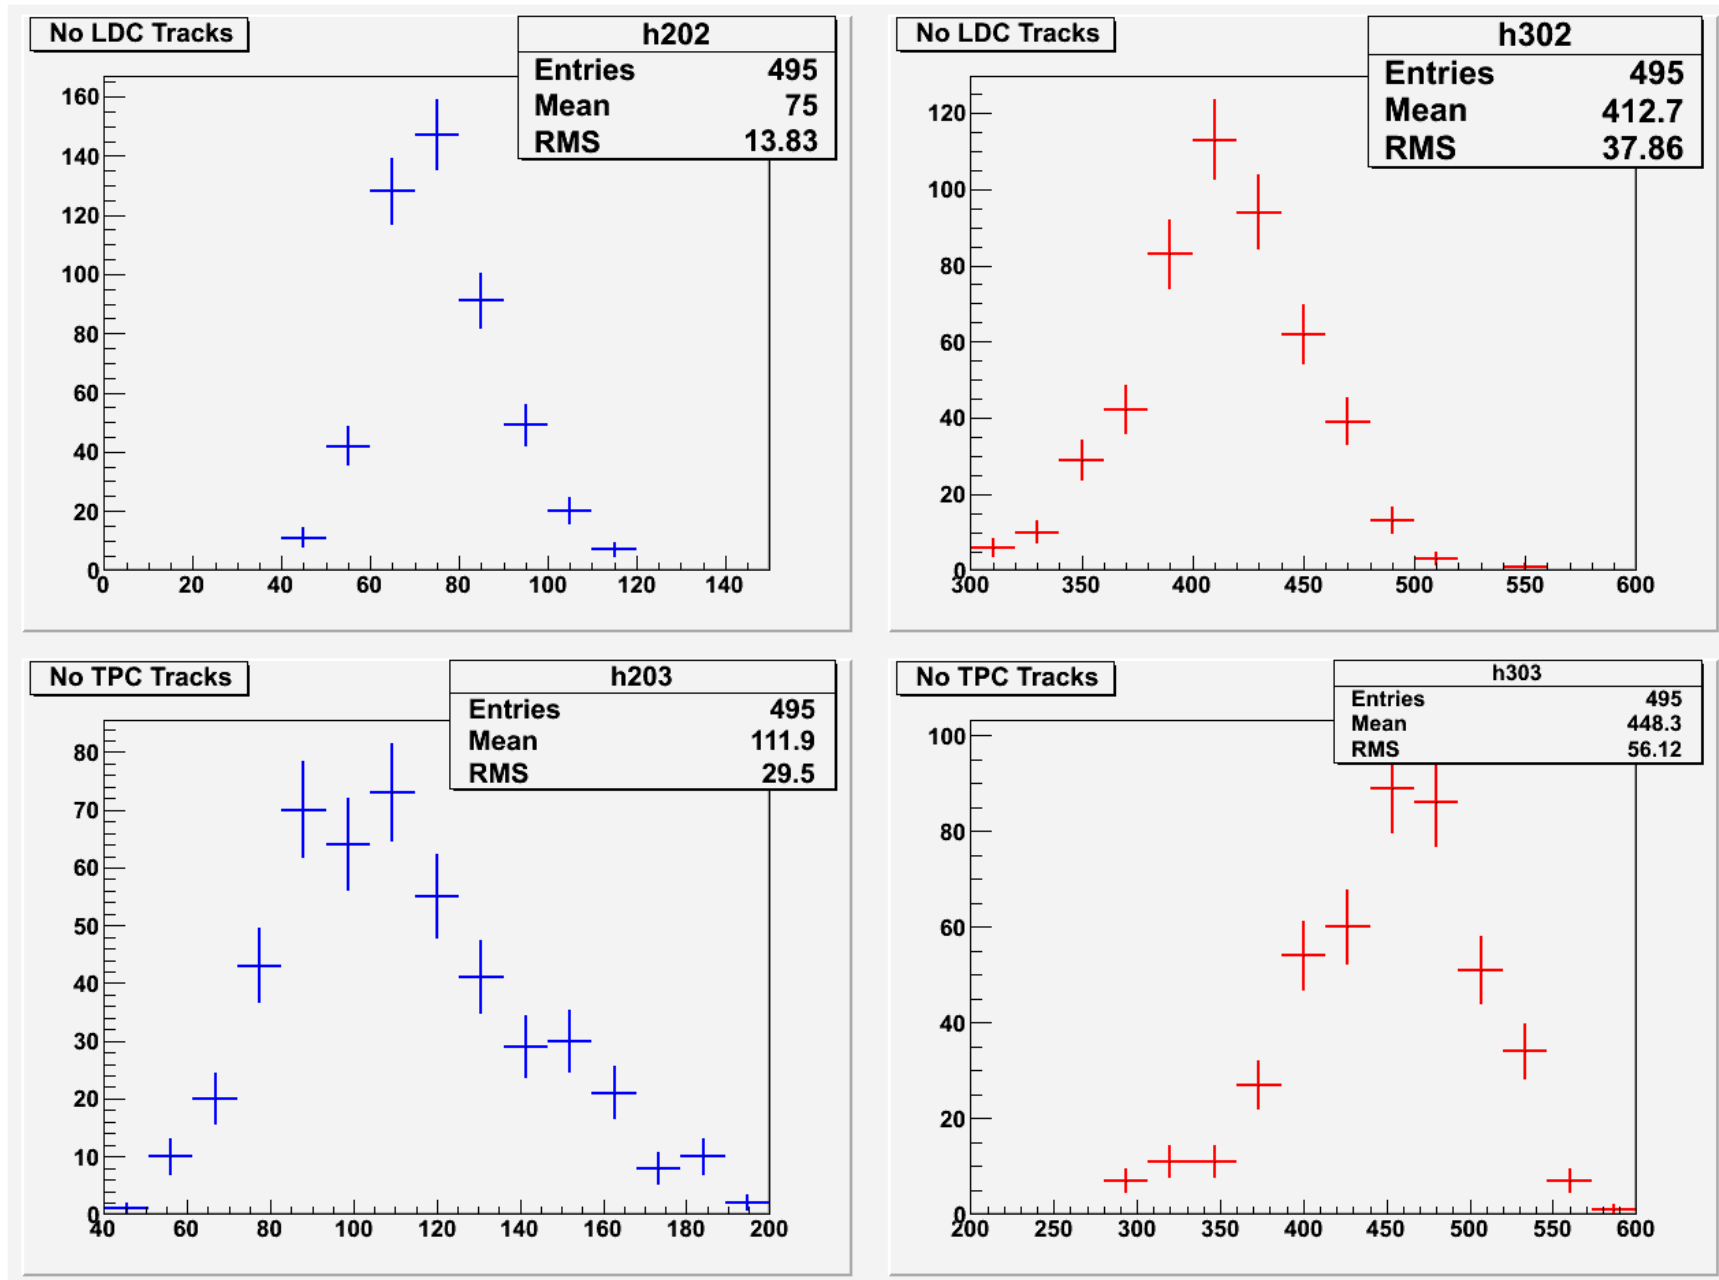 No LDC Tracks
h202
Entries 495
Mean 75
RMS 13.83
160
140
120
100
80
60
40
20
0
0 20 40 60 80 100 120 140
No LDC Tracks
h302
Entries 495
Mean 412.7
RMS 37.86
120
100
80
60
40
20
0
300 350 400 450 500 550 600
No TPC Tracks
h203
Entries 495
Mean 111.9
RMS 29.5
80
70
60
50
40
30
20
10
0
40 60 80 100 120 140 160 180 200
No TPC Tracks
h303
Entries 495
Mean 448.3
RMS 56.12
100
80
60
40
20
0
200 250 300 350 400 450 500 550 600